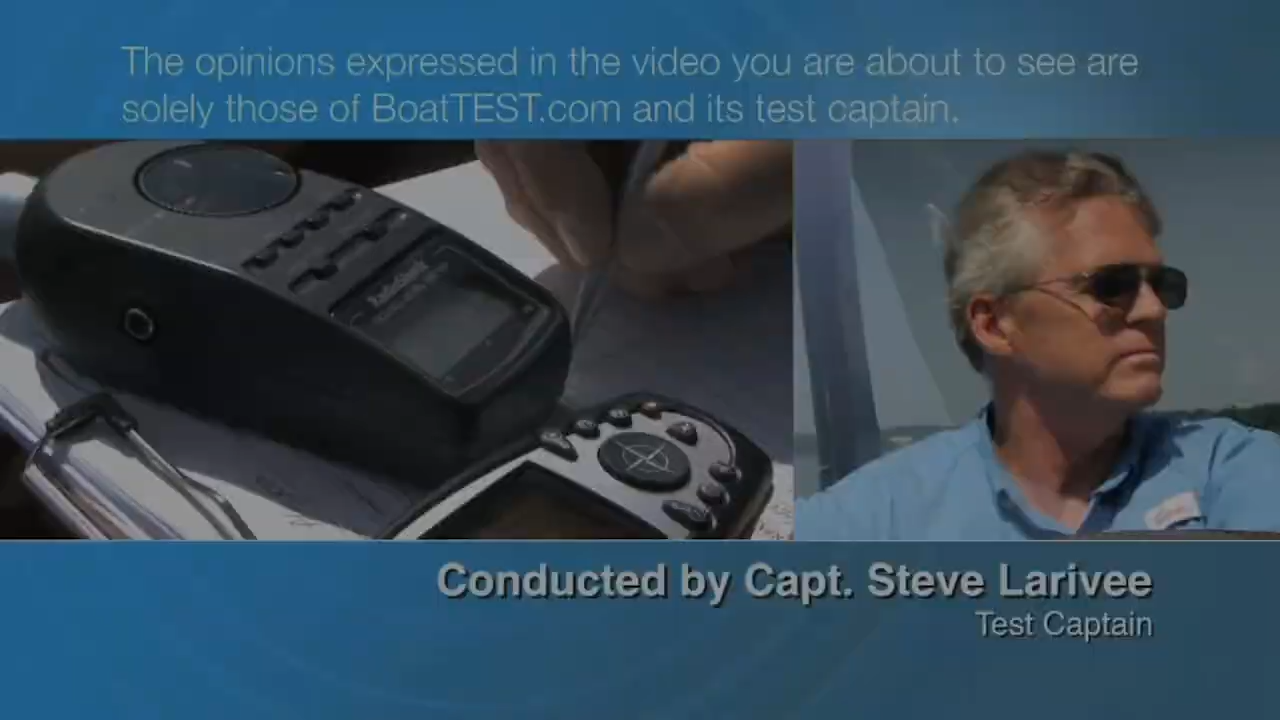 The opinions expressed in the video you are about to see are
solely those of BoatTEST.com and its test captain.
Conducted by Capt. Steve Larivee
Test Captain